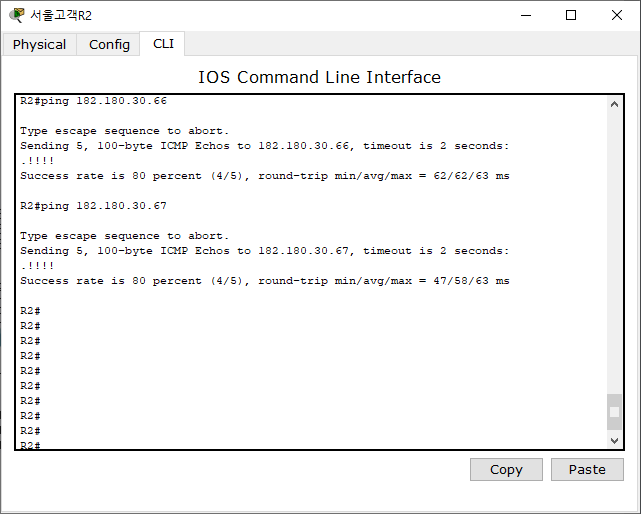 서울고객R2
Physical Config CLI
IOS Command Line Interface
R2#ping 182.180.30.66
Type escape sequence to abort.
Sending 5, 100-byte ICMP Echos to 182.180.30.66, timeout is 2 seconds:
.!!!!
Success rate is 80 percent (4/5), round-trip min/avg/max = 62/62/63 ms
R2#ping 182.180.30.67
Type escape sequence to abort.
Sending 5, 100-byte ICMP Echos to 182.180.30.67, timeout is 2 seconds:
.!!!!
Success rate is 80 percent (4/5), round-trip min/avg/max = 47/58/63 ms
R2#
R2#
R2#
R2#
R2#
R2#
R2#
R2#
R2#
R2#
Copy Paste